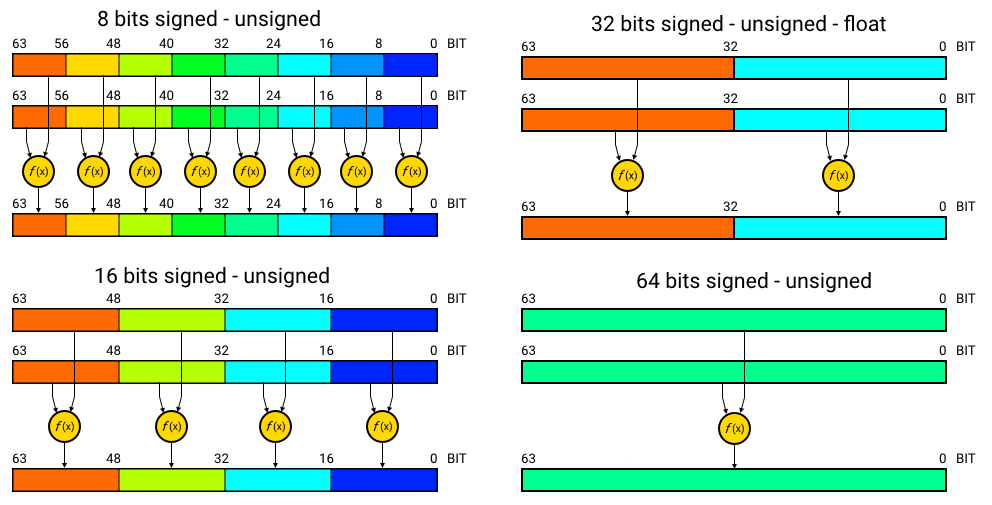 8 bits signed - unsigned
63 56 48 40 32 24 16 8 0 BIT
63 56 48 40 32 24 16 8 0 BIT
f(x) f(x) f(x) f(x) f(x) f(x) f(x) f(x)
63 56 48 40 32 24 16 8 0 BIT
32 bits signed - unsigned - float
63 32 0 BIT
63 32 0 BIT
f(x) f(x)
63 32 0 BIT
16 bits signed - unsigned
63 48 32 16 0 BIT
63 48 32 16 0 BIT
f(x) f(x) f(x) f(x)
63 48 32 16 0 BIT
64 bits signed - unsigned
63 0 BIT
63 0 BIT
f(x)
63 0 BIT